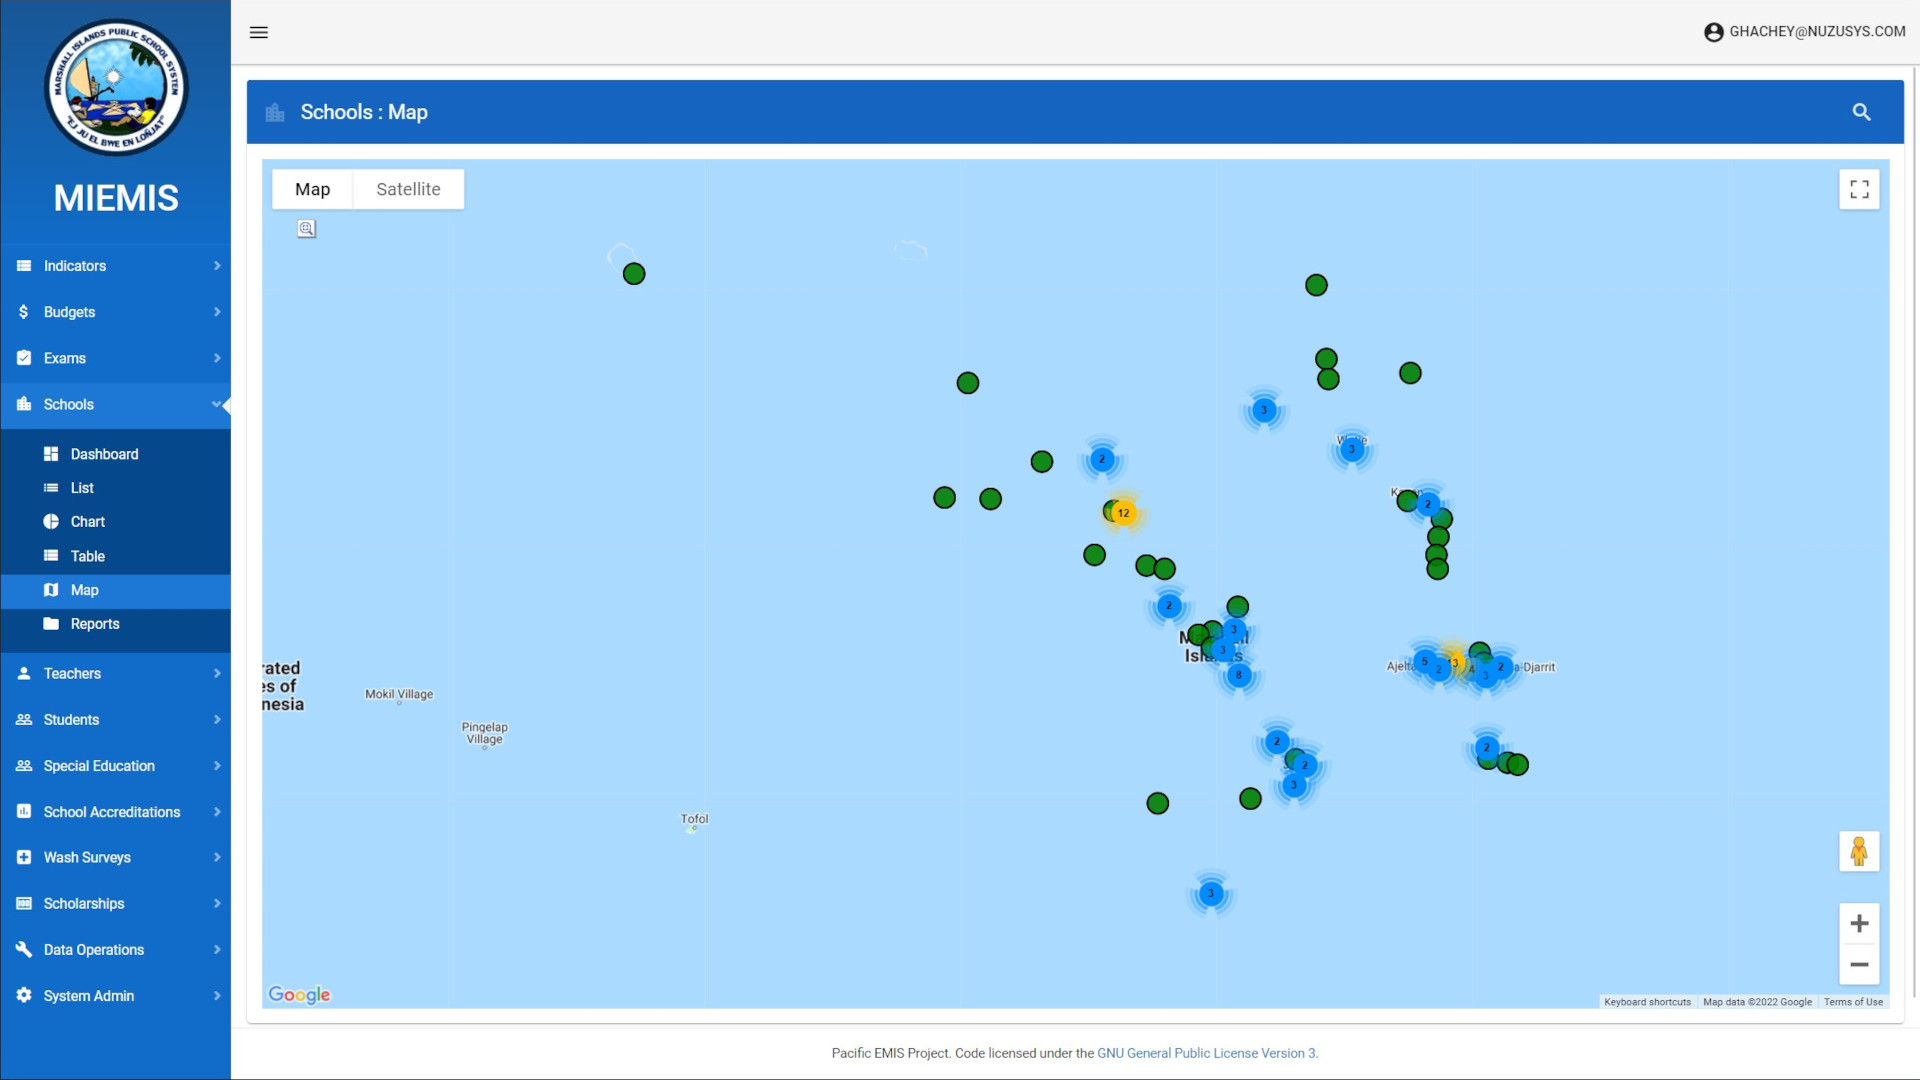 MARSHALL ISLANDS PUBLIC SCHOOL SYSTEM
"EJ JU EL BWE EN LOÑJAT"
MIEMIS
Indicators
Budgets
Exams
Schools
Dashboard
List
Chart
Table
Map
Reports
Teachers
Students
Special Education
School Accreditations
Wash Surveys
Scholarships
Data Operations
System Admin
GHACHEY@NUZUSYS.COM
Schools : Map
Map
Satellite
3
3
2
2
12
2
3
3
8
Ajelta
5
2
13
4
3
2
a-Djarrit
rated
es of
nesia
Mokil Village
Pingelap
Village
2
2
3
2
Tofol
3
Google
Keyboard shortcuts
Map data ©2022 Google
Terms of Use
Pacific EMIS Project. Code licensed under the GNU General Public License Version 3.